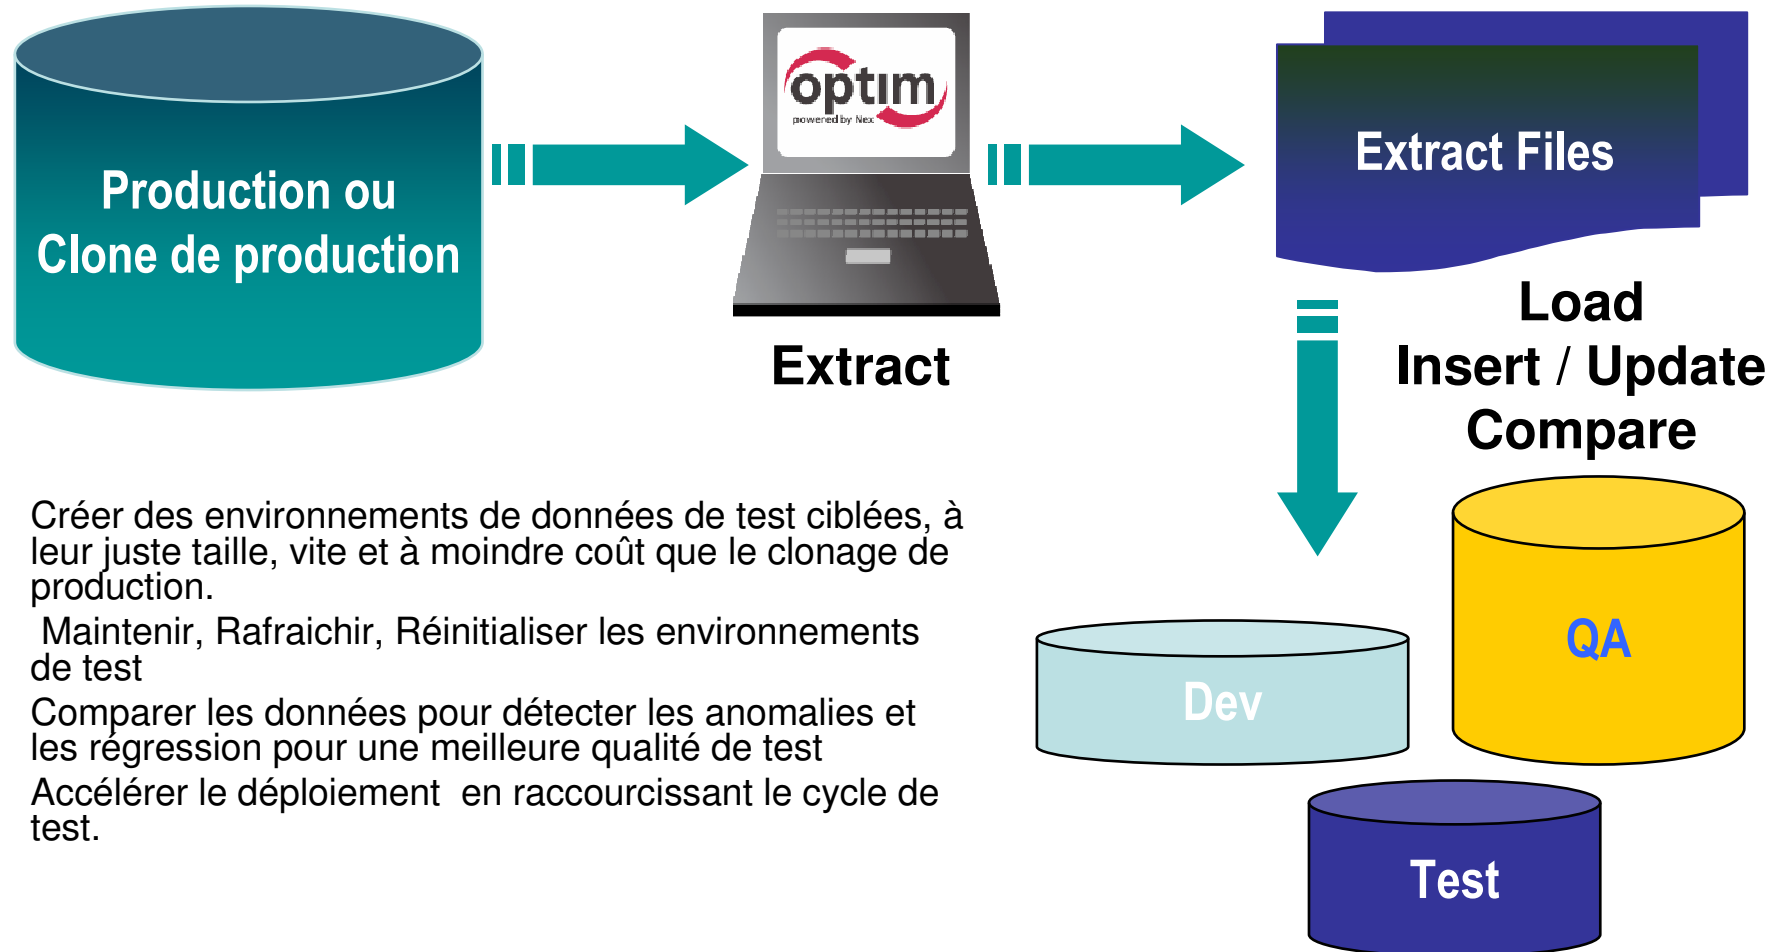 Production ou
Clone de production
optim
powered by Nex
Extract Files
Extract
Load
Insert / Update
Compare
Créer des environnements de données de test ciblées, à
leur juste taille, vite et à moindre coût que le clonage de
production.
Maintenir, Rafraichir, Réinitialiser les environnements
de test
Comparer les données pour détecter les anomalies et
les régression pour une meilleure qualité de test
Accélérer le déploiement  en raccourcissant le cycle de
test.
QA
Dev
Test